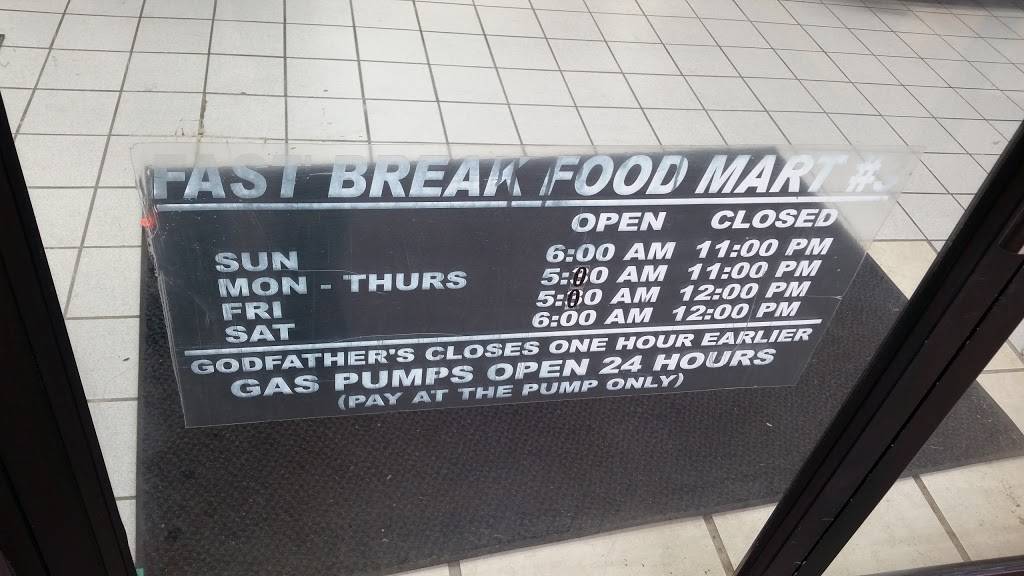 FAST BREAK FOOD MART #3
OPEN CLOSED
SUN 6:00 AM 11:00 PM
MON - THURS 5:00 AM 11:00 PM
FRI 5:00 AM 12:00 PM
SAT 6:00 AM 12:00 PM
GODFATHER'S CLOSES ONE HOUR EARLIER
GAS PUMPS OPEN 24 HOURS
(PAY AT THE PUMP ONLY)